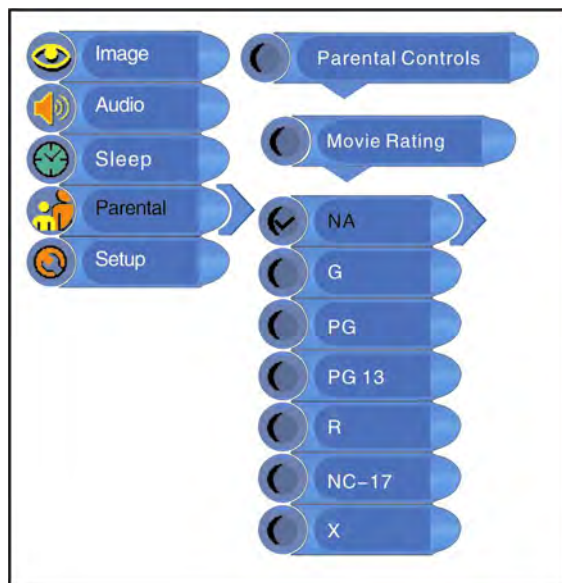 Image
Audio
Sleep
Parental
Setup
Parental Controls
Movie Rating
NA
G
PG
PG 13
R
NC-17
X